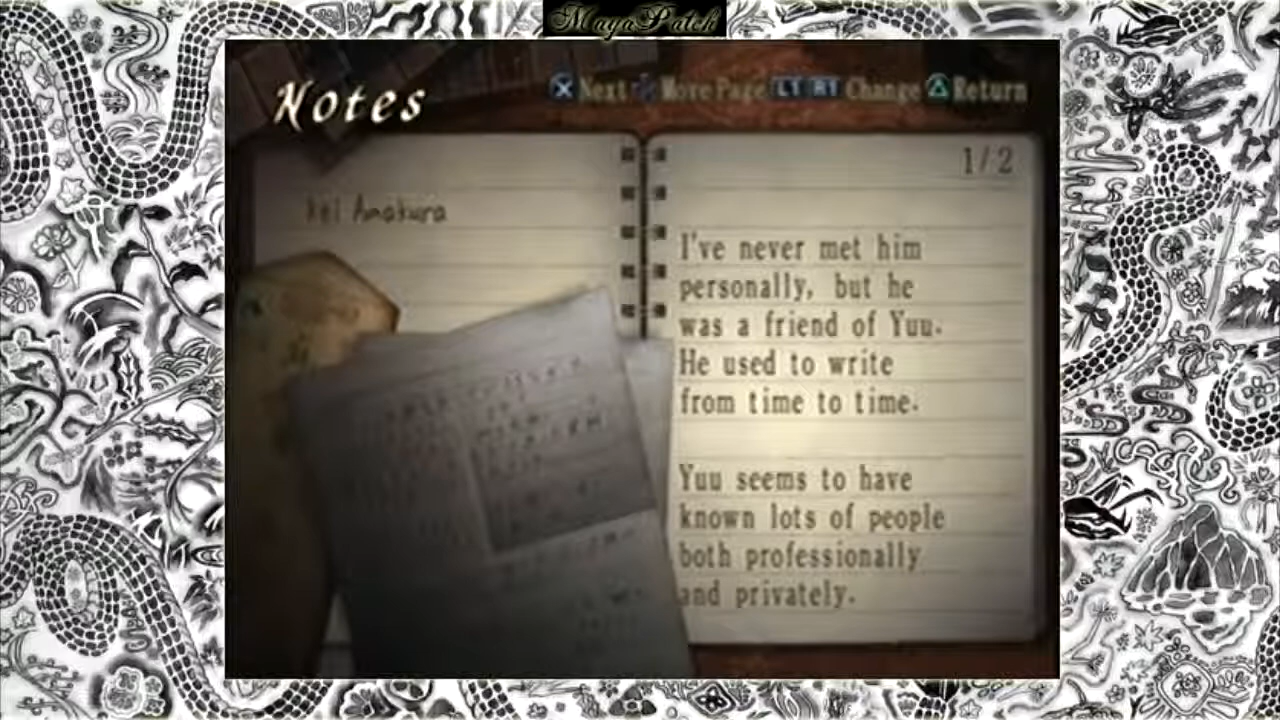 MayaPatch
Notes
Next Move Page L1 R1 Change Return
1/2
Kei Amakura
I've never met him
personally, but he
was a friend of Yuu.
He used to write
from time to time.
Yuu seems to have
known lots of people
both professionally
and privately.